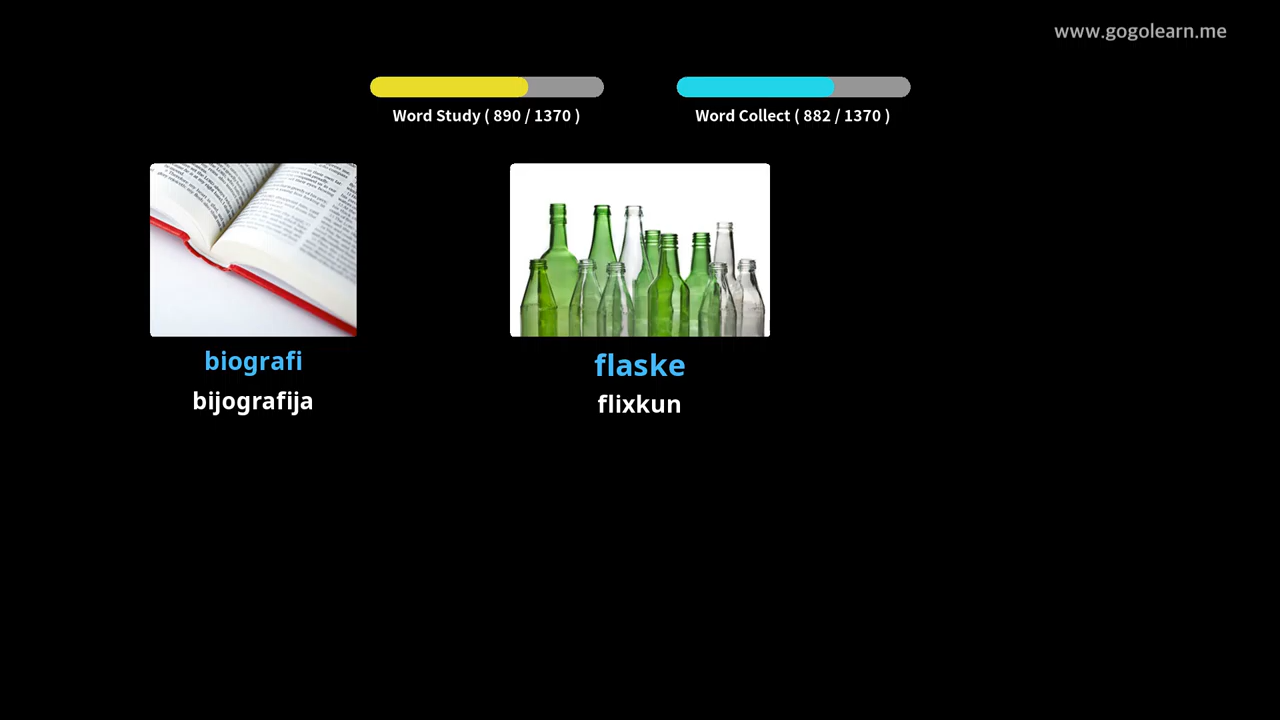 www.gogolearn.me
Word Study ( 890 / 1370 )
Word Collect ( 882 / 1370 )
biografi
bijografija
flaske
flixkun